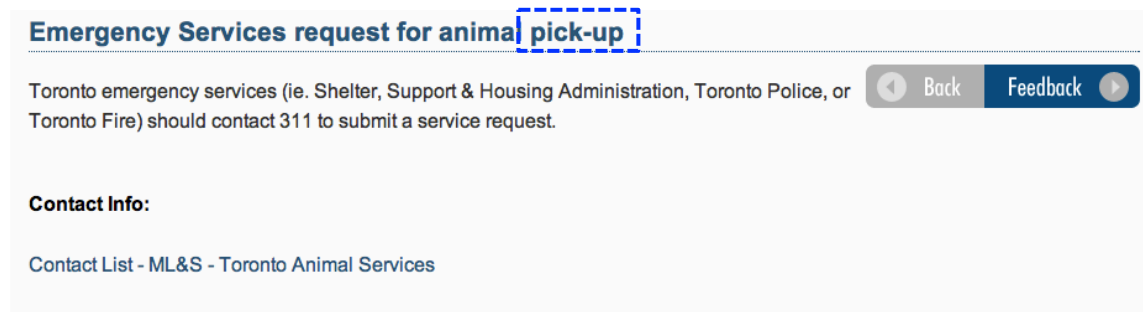 Emergency Services request for animal pick-up
Toronto emergency services (ie. Shelter, Support & Housing Administration, Toronto Police, or
Toronto Fire) should contact 311 to submit a service request.
Back
Feedback
Contact Info:
Contact List - ML&S - Toronto Animal Services